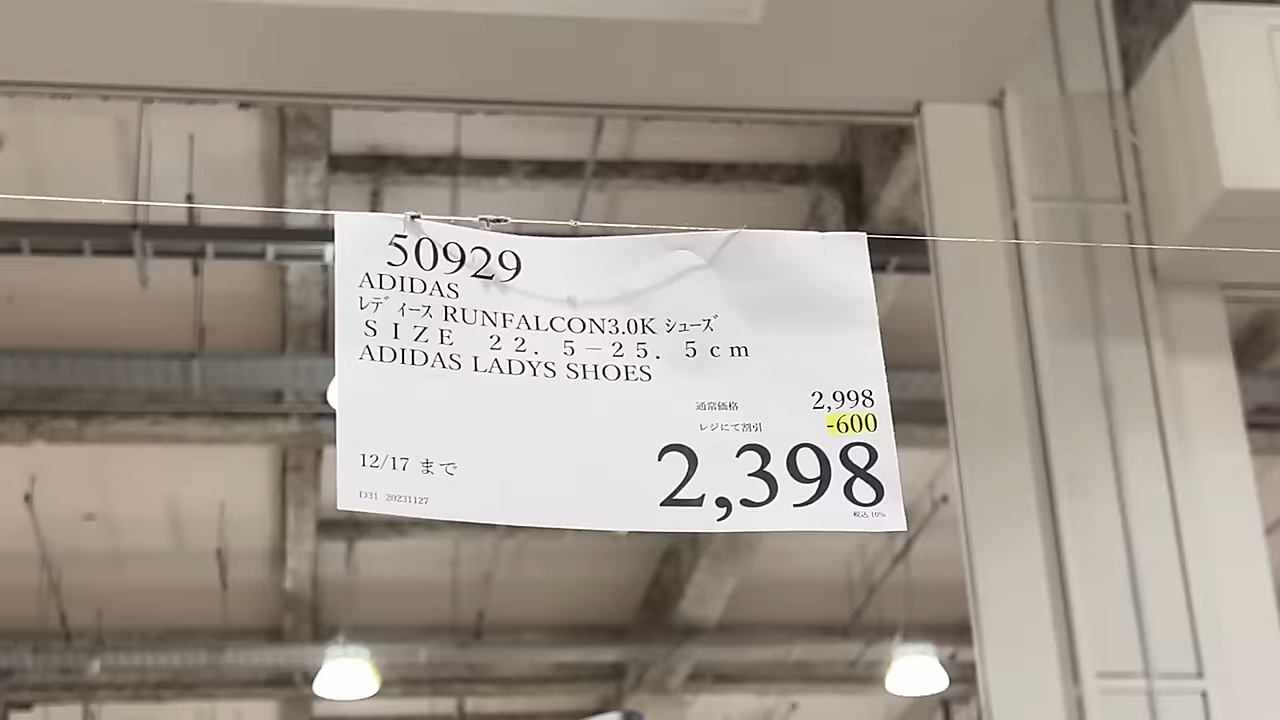 50929
ADIDAS
ﾚﾃﾞｨｰｽ RUNFALCON3.0K ｼｭｰｽﾞ
ＳＩＺＥ　２２．５－２５．５ｃｍ
ADIDAS LADYS SHOES
通常価格 2,998
レジにて割引 -600
2,398
12/17 まで
D31 20231127
税込 10%